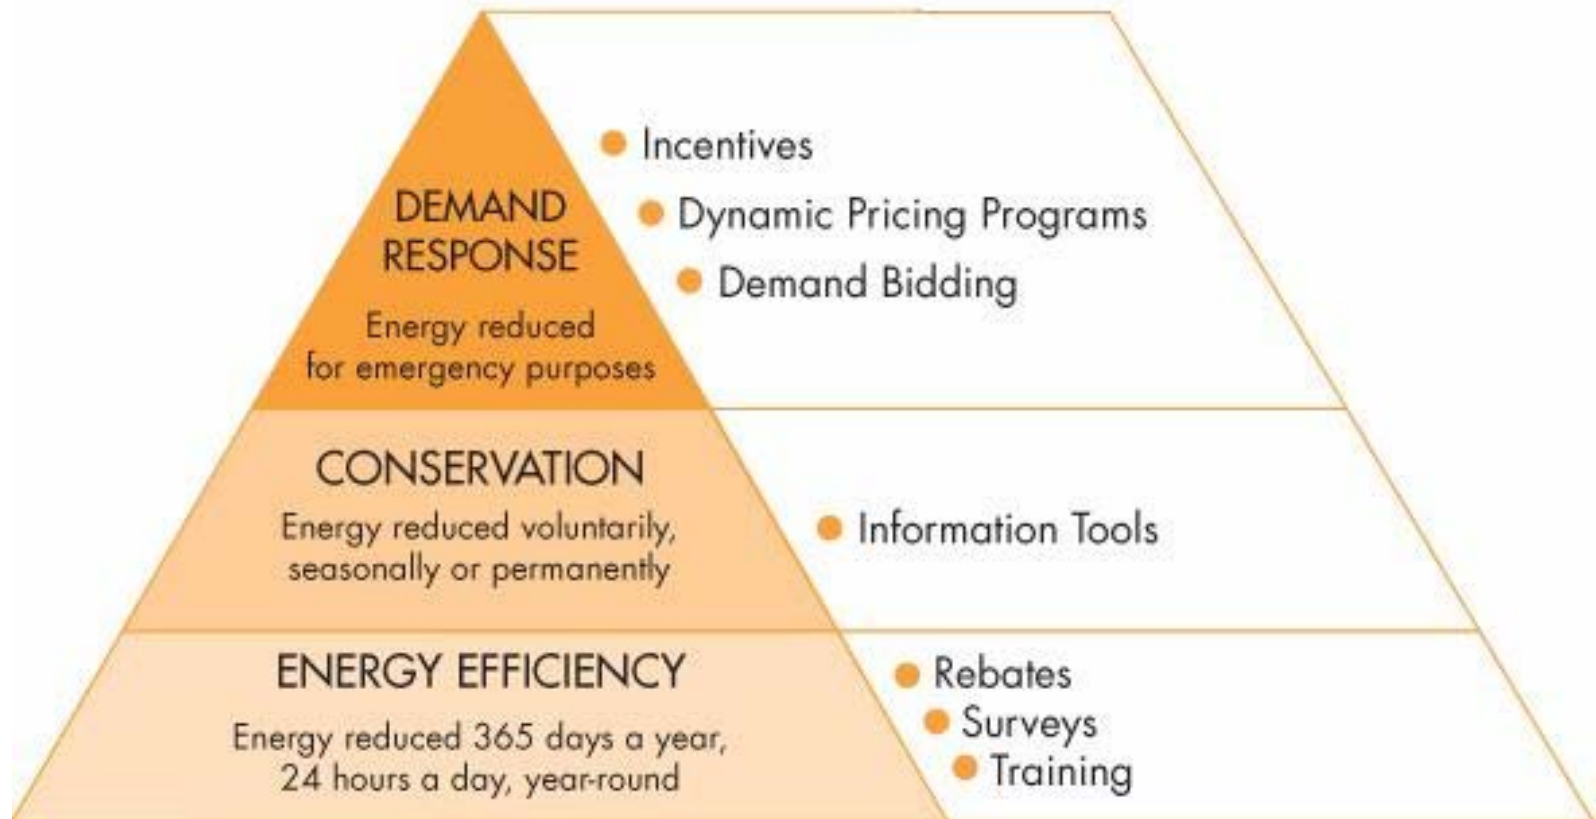 DEMAND
RESPONSE
Energy reduced
for emergency purposes
Incentives
Dynamic Pricing Programs
Demand Bidding
CONSERVATION
Energy reduced voluntarily,
seasonally or permanently
Information Tools
ENERGY EFFICIENCY
Energy reduced 365 days a year,
24 hours a day, year-round
Rebates
Surveys
Training